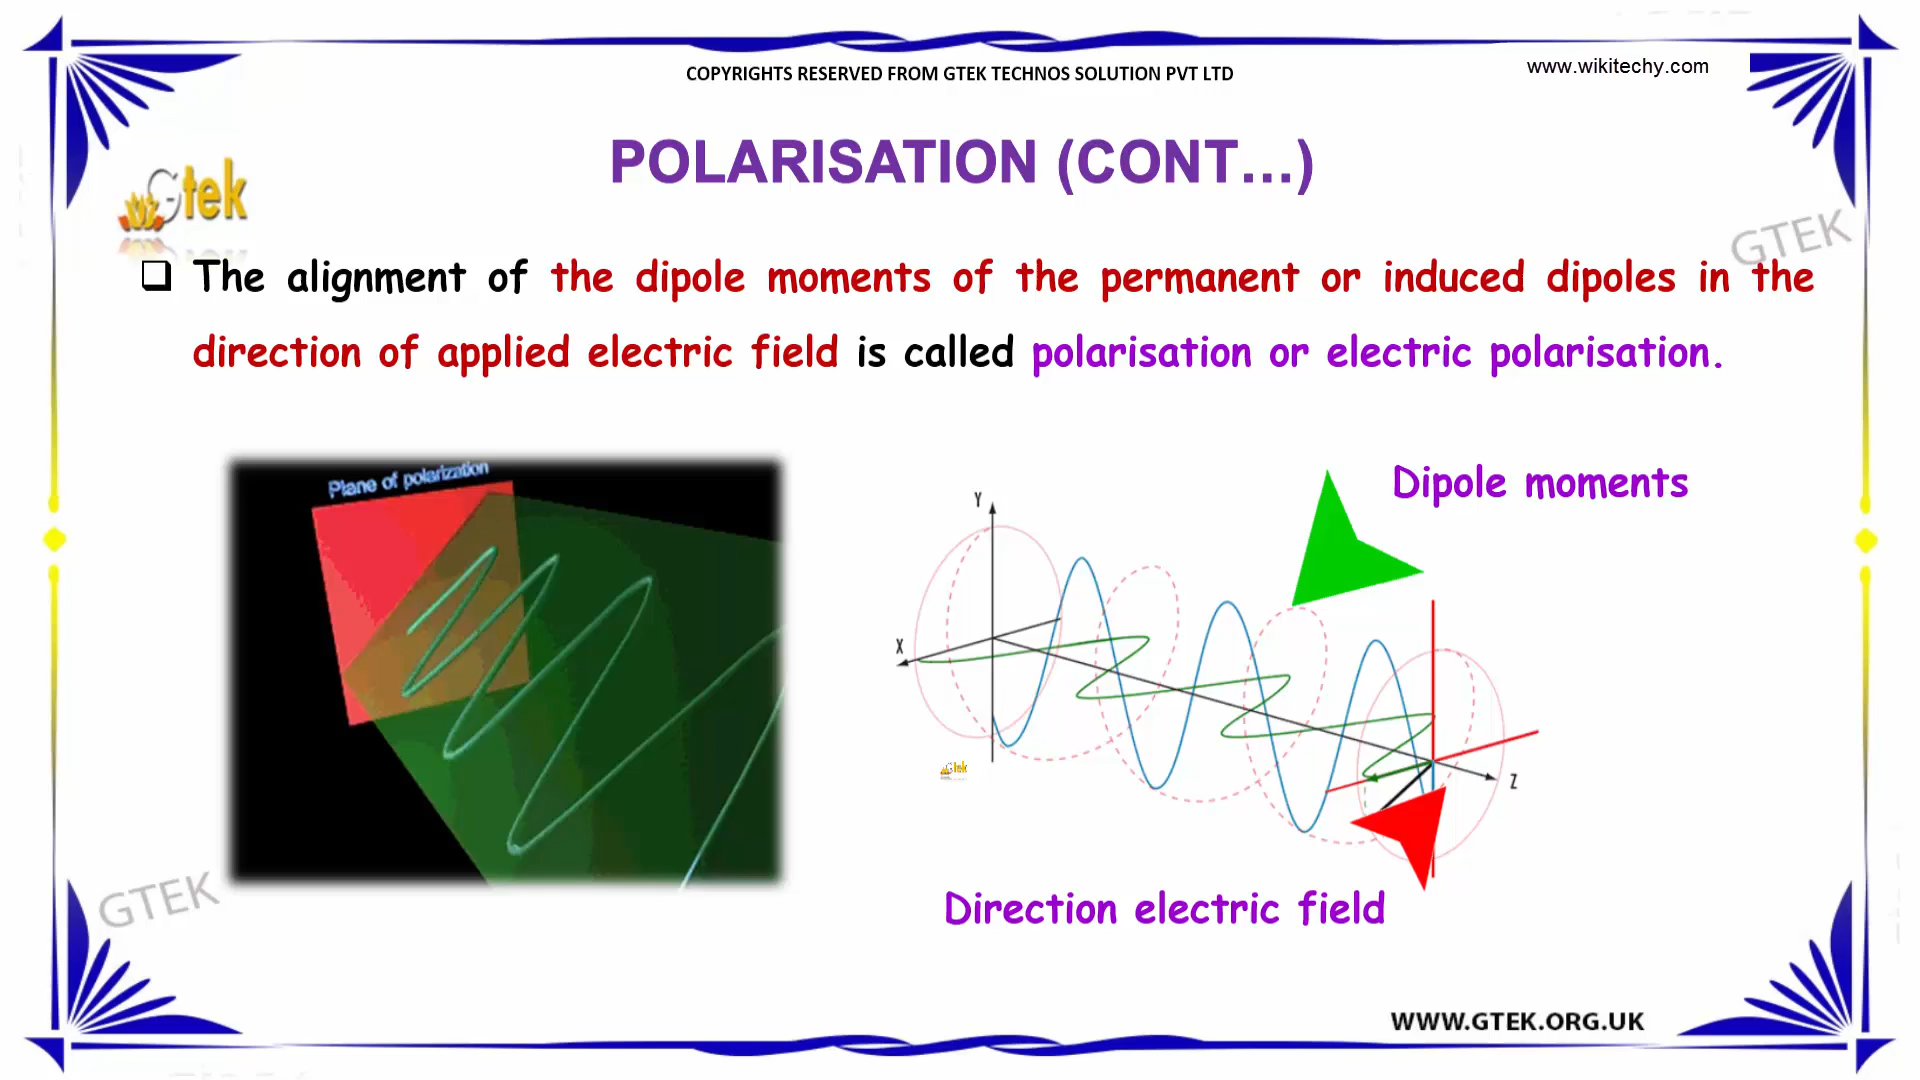 COPYRIGHTS RESERVED FROM GTEK TECHNOS SOLUTION PVT LTD
www.wikitechy.com
POLARISATION (CONT...)
Gtek
GTEK
❑ The alignment of the dipole moments of the permanent or induced dipoles in the
direction of applied electric field is called polarisation or electric polarisation.
Plane of polarization
Dipole moments
Y
X
Z
Gtek
Direction electric field
GTEK
WWW.GTEK.ORG.UK